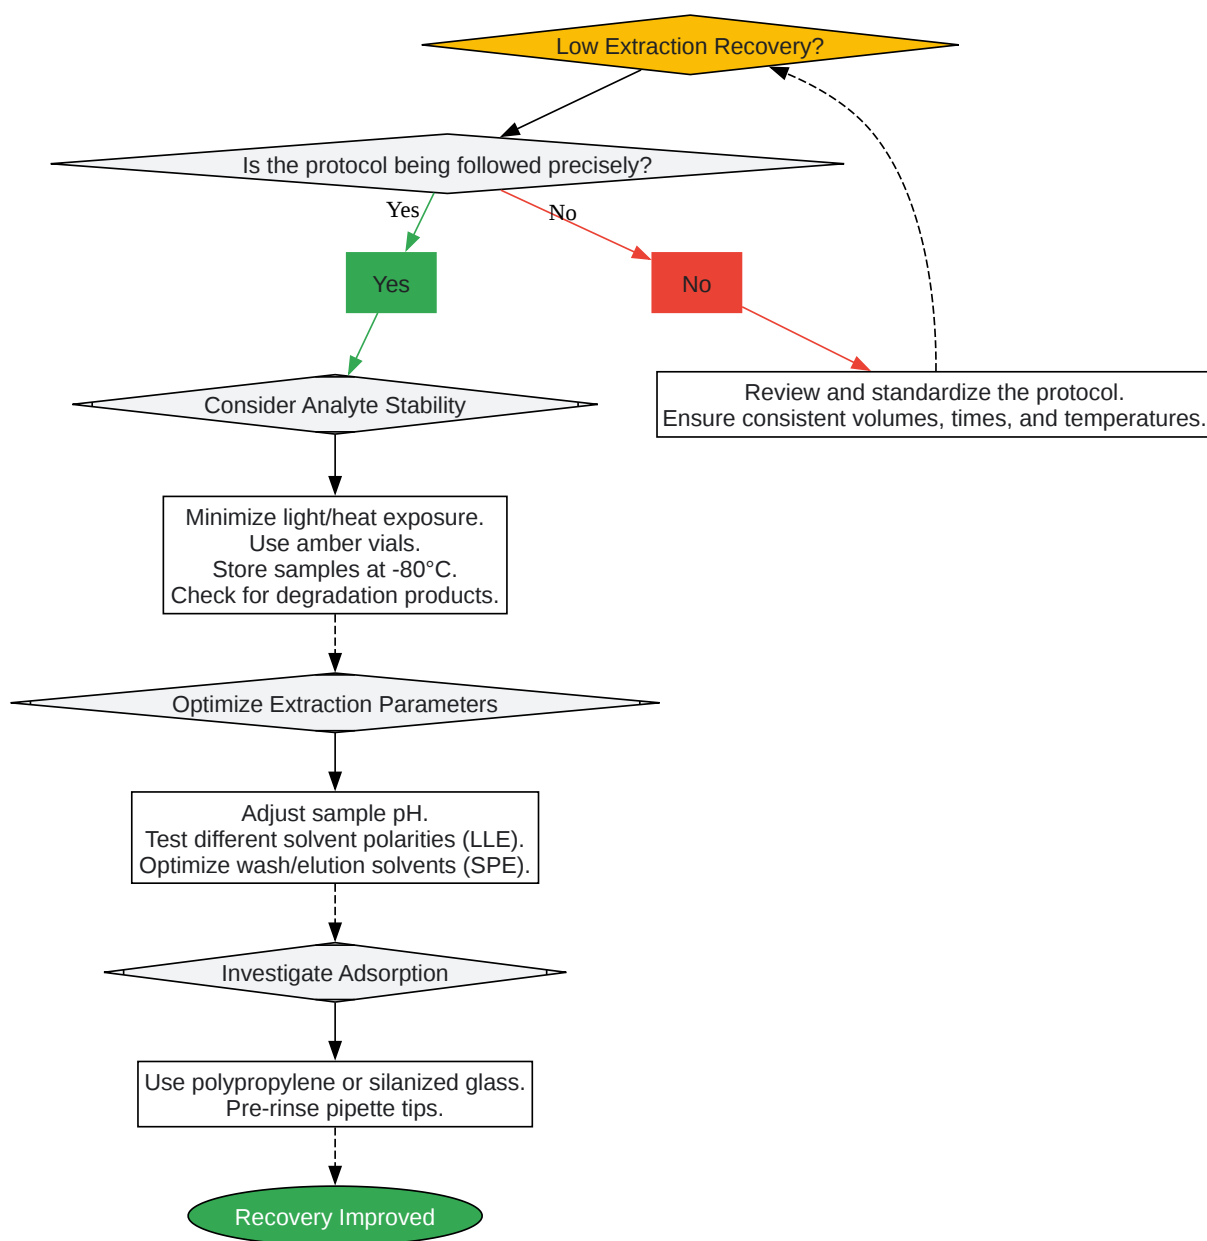 Low Extraction Recovery?
Is the protocol being followed precisely?
Yes
No
Yes
No
Review and standardize the protocol.
Ensure consistent volumes, times, and temperatures.
Consider Analyte Stability
Minimize light/heat exposure.
Use amber vials.
Store samples at -80°C.
Check for degradation products.
Optimize Extraction Parameters
Adjust sample pH.
Test different solvent polarities (LLE).
Optimize wash/elution solvents (SPE).
Investigate Adsorption
Use polypropylene or silanized glass.
Pre-rinse pipette tips.
Recovery Improved